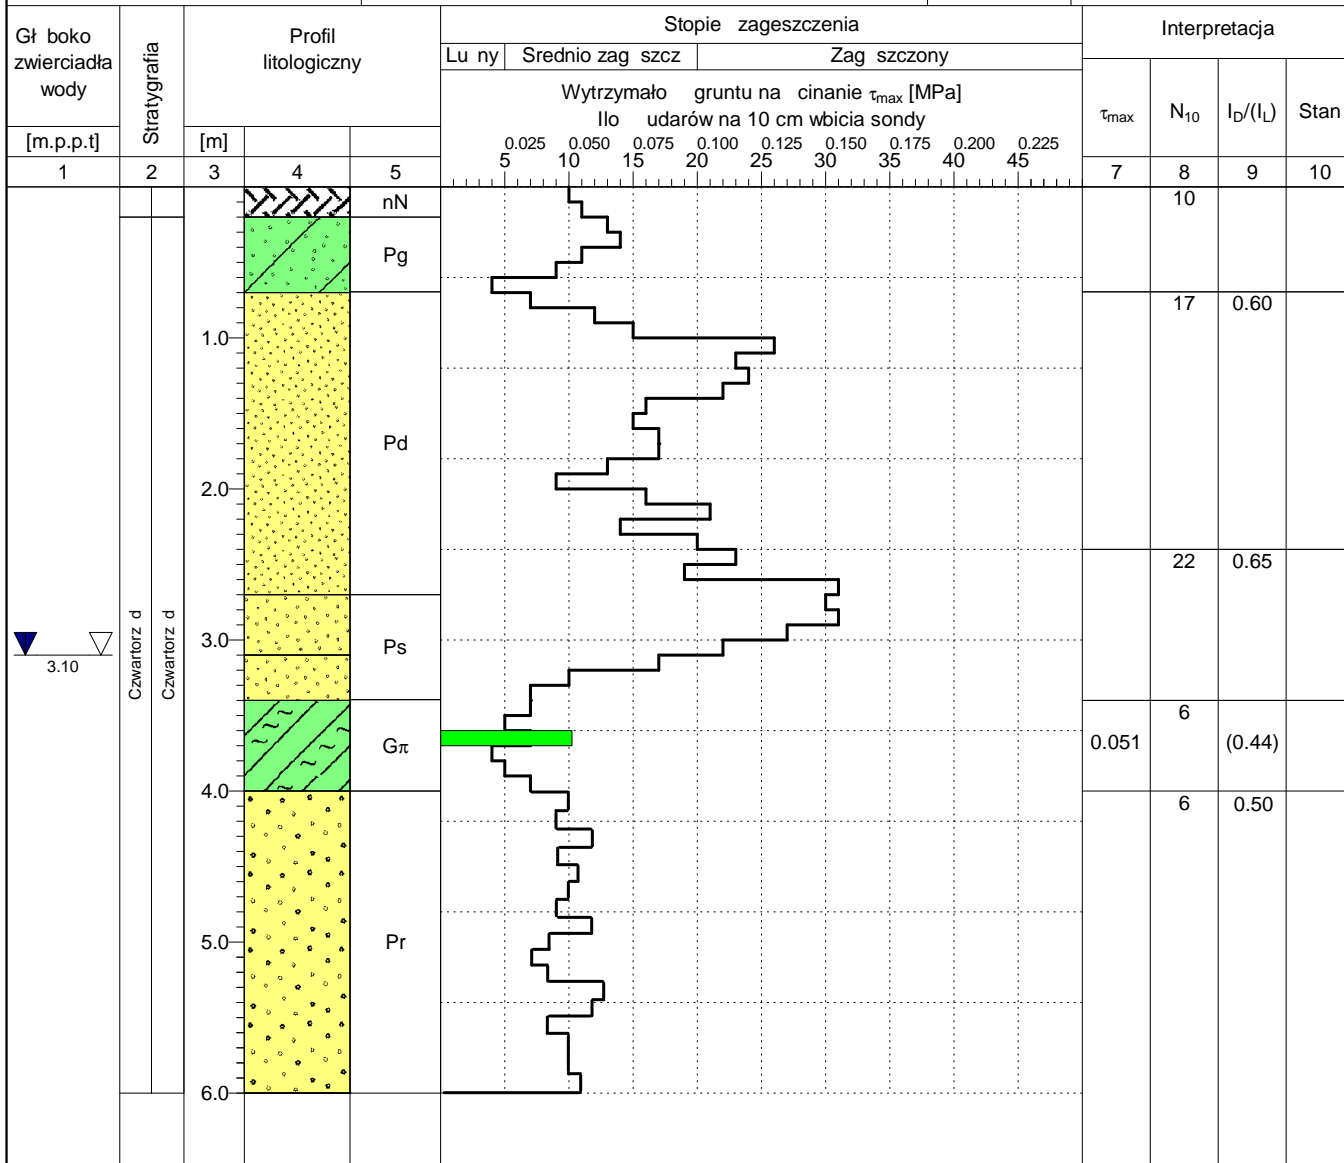 Gł boko
zwierciadła
wody
[m.p.p.t]
Stratygrafia
Profil
litologiczny
[m]
Stopie zageszczenia
Lu ny
Srednio zag szcz
Zag szczony
Wytrzymało gruntu na cinanie τmax [MPa]
Ilo udarów na 10 cm wbicia sondy
0.025 0.050 0.075 0.100 0.125 0.150 0.175 0.200 0.225
5 10 15 20 25 30 35 40 45
Interpretacja
τmax N10 ID/(IL) Stan
1 2 3 4 5 7 8 9 10
nN 10
Pg
17 0.60
1.0
Pd
2.0
22 0.65
Czwartorz d
Czwartorz d
3.0
Ps
3.10
6
Gπ
0.051 (0.44)
4.0
6 0.50
5.0
Pr
6.0